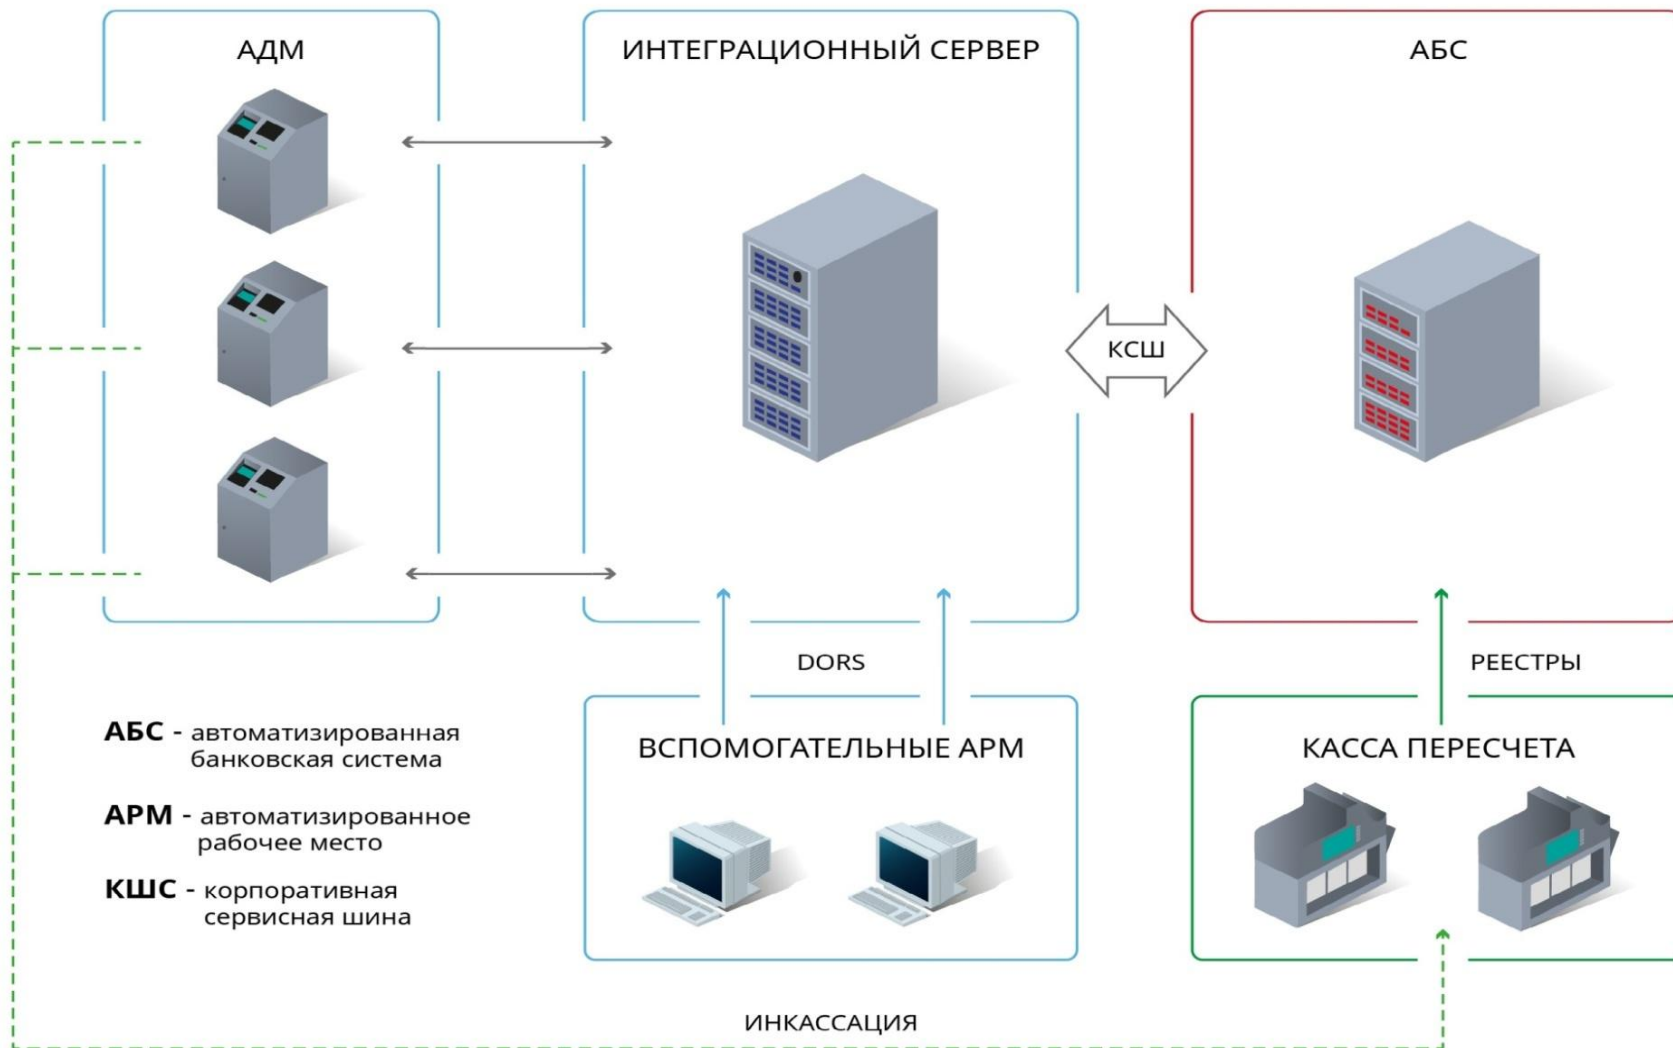 АДМ
ИНТЕГРАЦИОННЫЙ СЕРВЕР
АБС
КСШ
DORS
РЕЕСТРЫ
АБС - автоматизированная
банковская система
АРМ - автоматизированное
рабочее место
КШС - корпоративная
сервисная шина
ВСПОМОГАТЕЛЬНЫЕ АРМ
КАССА ПЕРЕСЧЕТА
ИНКАССАЦИЯ